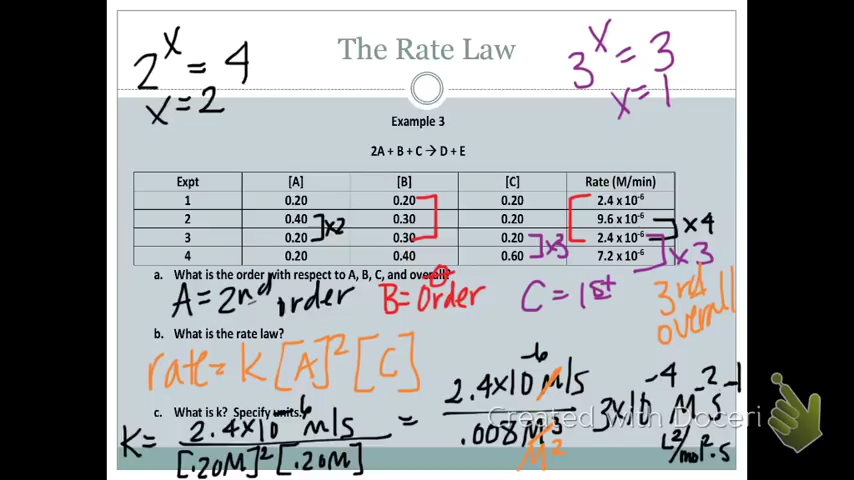 2^x = 4
x = 2
The Rate Law
3^x = 3
x = 1
Example 3
2A + B + C → D + E
Expt [A] [B] [C] Rate (M/min)
1 0.20 0.20 0.20 2.4 x 10⁻⁶
2 0.40 0.30 0.20 9.6 x 10⁻⁶
3 0.20 0.30 0.20 2.4 x 10⁻⁶
4 0.20 0.40 0.60 7.2 x 10⁻⁶
x2
x3
x4
x3
a. What is the order with respect to A, B, C, and overall?
A = 2nd order
B = 0 order
C = 1st
3rd overall
b. What is the rate law?
rate = K [A]² [C]
c. What is k? Specify units.
K = 2.4x10⁻⁶ M/s / [.20M]² [.20M] = 2.4x10⁻⁶ M/s / .008 M³ M² 3x10⁻⁴ M⁻² s⁻¹
L²/mol²·s
Created with Doceri